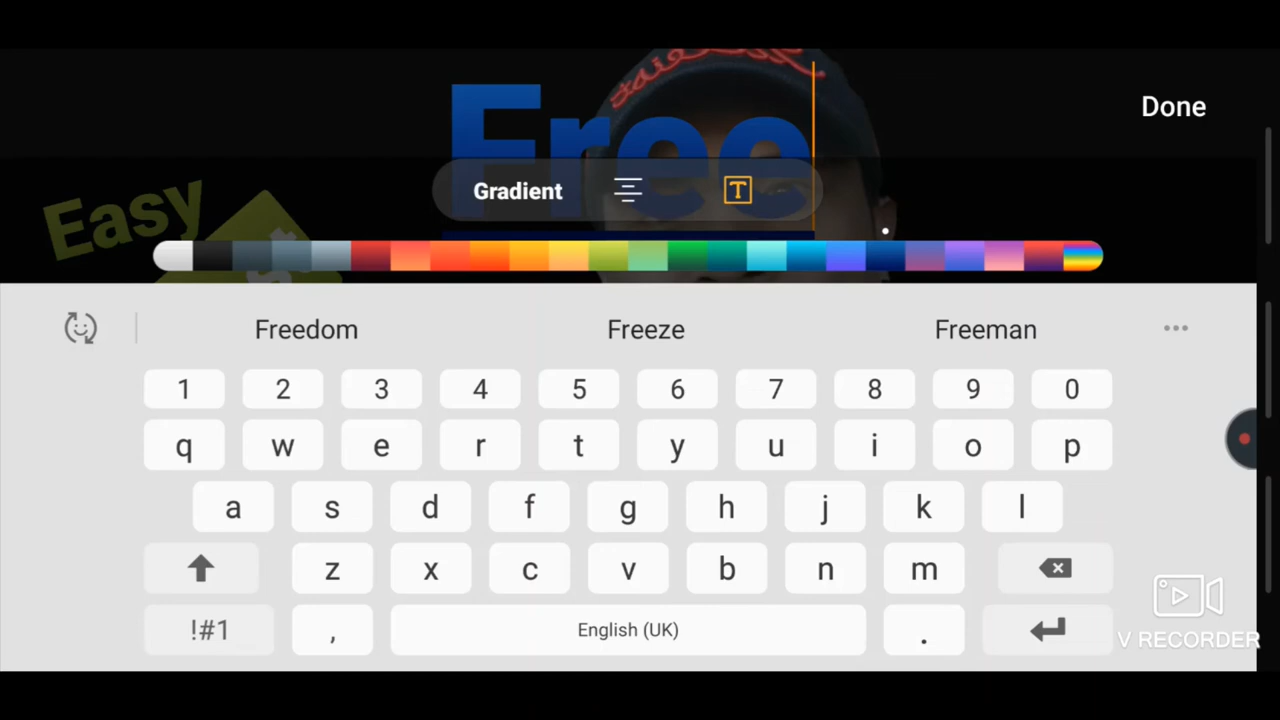 Free
Done
Gradient
T
Easy
Freedom Freeze Freeman
1 2 3 4 5 6 7 8 9 0
q w e r t y u i o p
a s d f g h j k l
z x c v b n m
!#1 , English (UK) .
V RECORDER